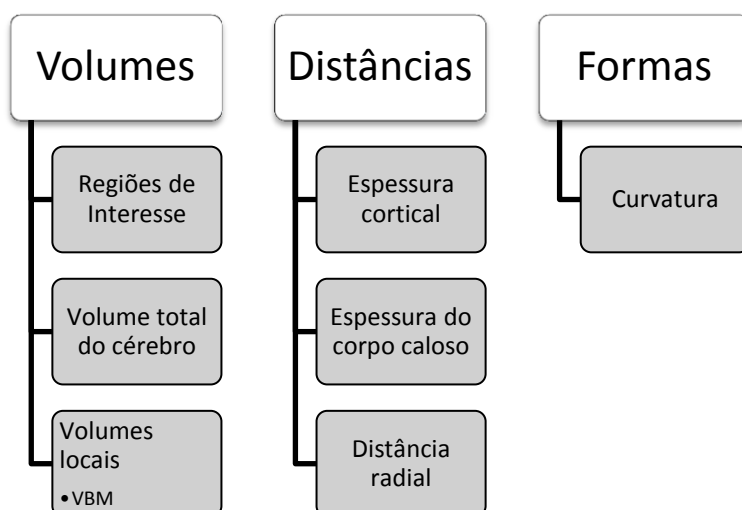 Volumes
Regiões de
Interesse
Volume total
do cérebro
Volumes
locais
•VBM
Distâncias
Espessura
cortical
Espessura do
corpo caloso
Distância
radial
Formas
Curvatura